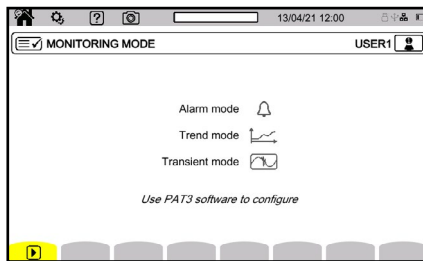 13/04/21 12:00
MONITORING MODE
USER1
Alarm mode
Trend mode
Transient mode
Use PAT3 software to configure